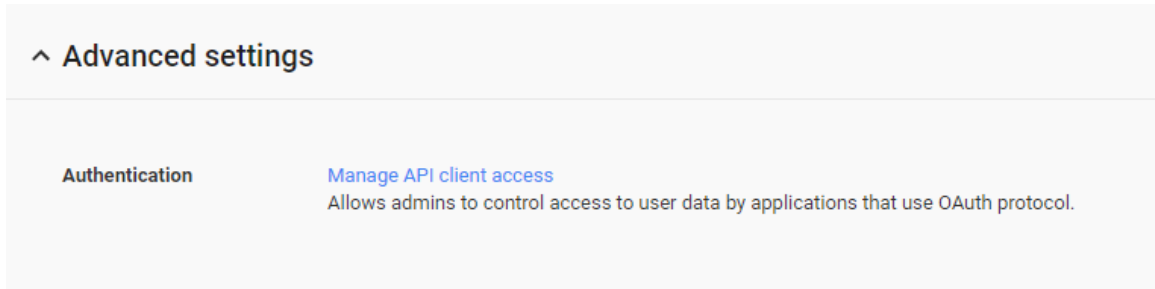 Advanced settings
Authentication
Manage API client access
Allows admins to control access to user data by applications that use OAuth protocol.